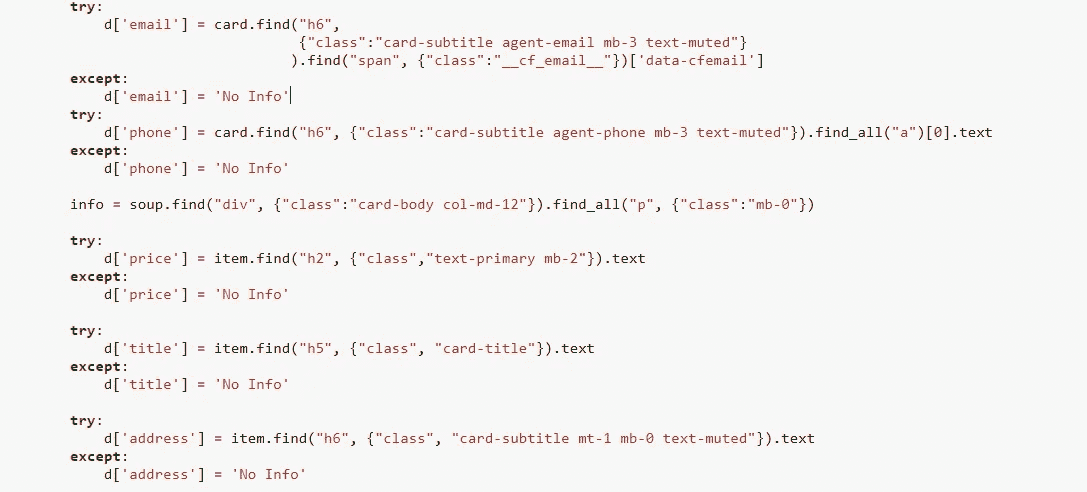 try:
    d['email'] = card.find("h6",
                           {"class":"card-subtitle agent-email mb-3 text-muted"}
                          ).find("span", {"class":"__cf_email__"})['data-cfemail']
except:
    d['email'] = 'No Info'
try:
    d['phone'] = card.find("h6", {"class":"card-subtitle agent-phone mb-3 text-muted"}).find_all("a")[0].text
except:
    d['phone'] = 'No Info'

info = soup.find("div", {"class":"card-body col-md-12"}).find_all("p", {"class":"mb-0"})

try:
    d['price'] = item.find("h2", {"class","text-primary mb-2"}).text
except:
    d['price'] = 'No Info'

try:
    d['title'] = item.find("h5", {"class", "card-title"}).text
except:
    d['title'] = 'No Info'

try:
    d['address'] = item.find("h6", {"class", "card-subtitle mt-1 mb-0 text-muted"}).text
except:
    d['address'] = 'No Info'